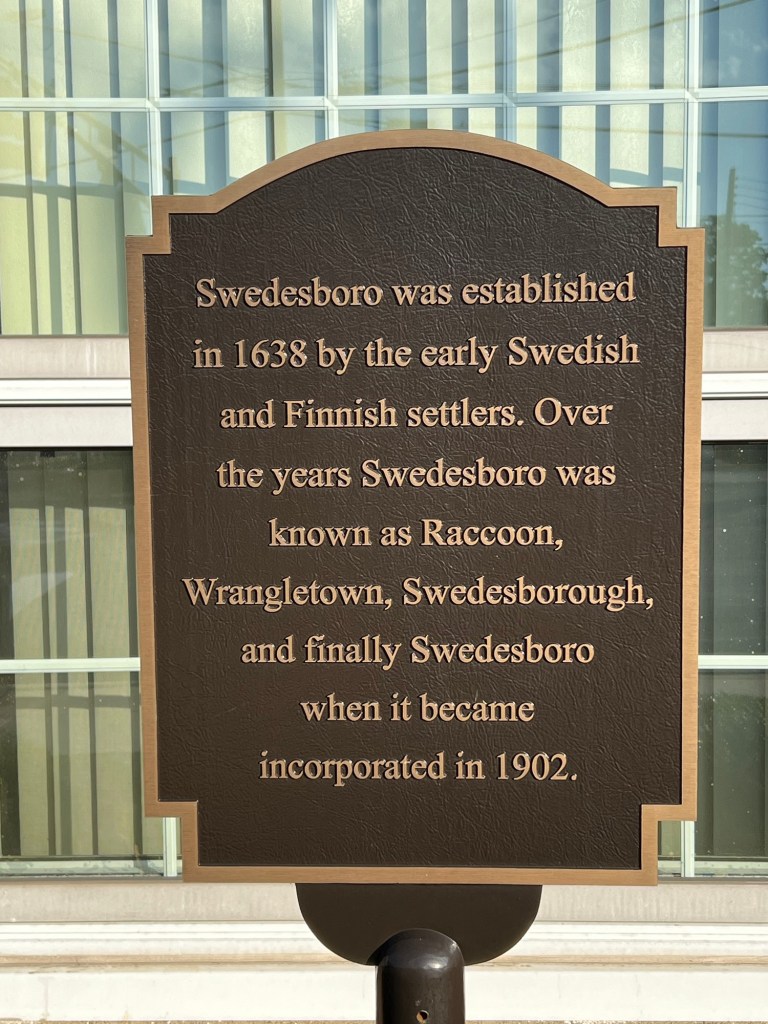 Swedesboro was established
in 1638 by the early Swedish
and Finnish settlers. Over
the years Swedesboro was
known as Raccoon,
Wrangletown, Swedesborough,
and finally Swedesboro
when it became
incorporated in 1902.